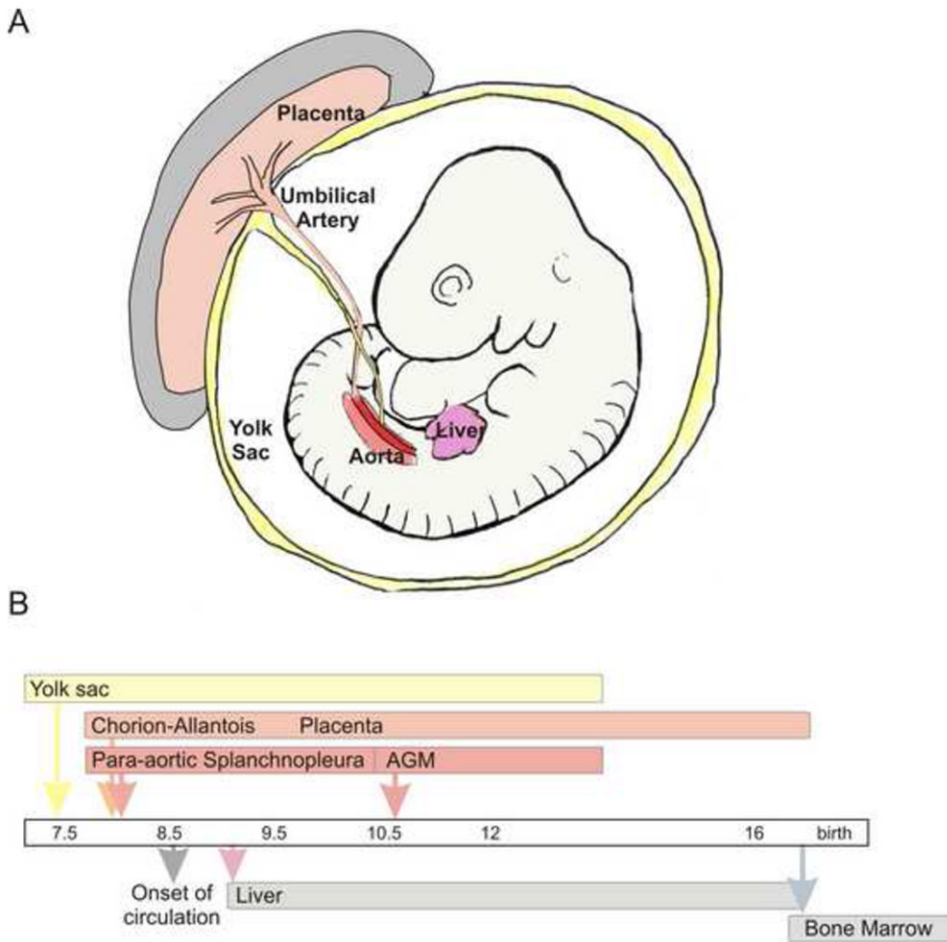 A
Placenta
Umbilical
Artery
Yolk
Sac
Aorta
Liver
B
Yolk sac
Chorion-Allantois Placenta
Para-aortic Splanchnopleura AGM
7.5 8.5 9.5 10.5 12 16 birth
Onset of
circulation
Liver
Bone Marrow